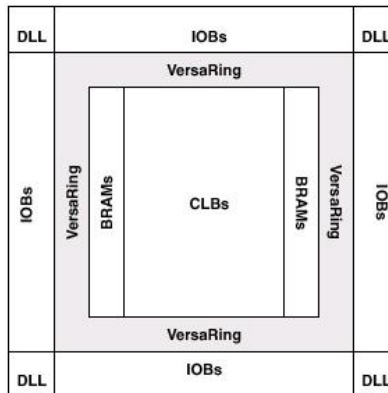 DLL IOBs DLL
VersaRing
IOBs VersaRing BRAMs CLBs BRAMs VersaRing IOBs
VersaRing
DLL IOBs DLL